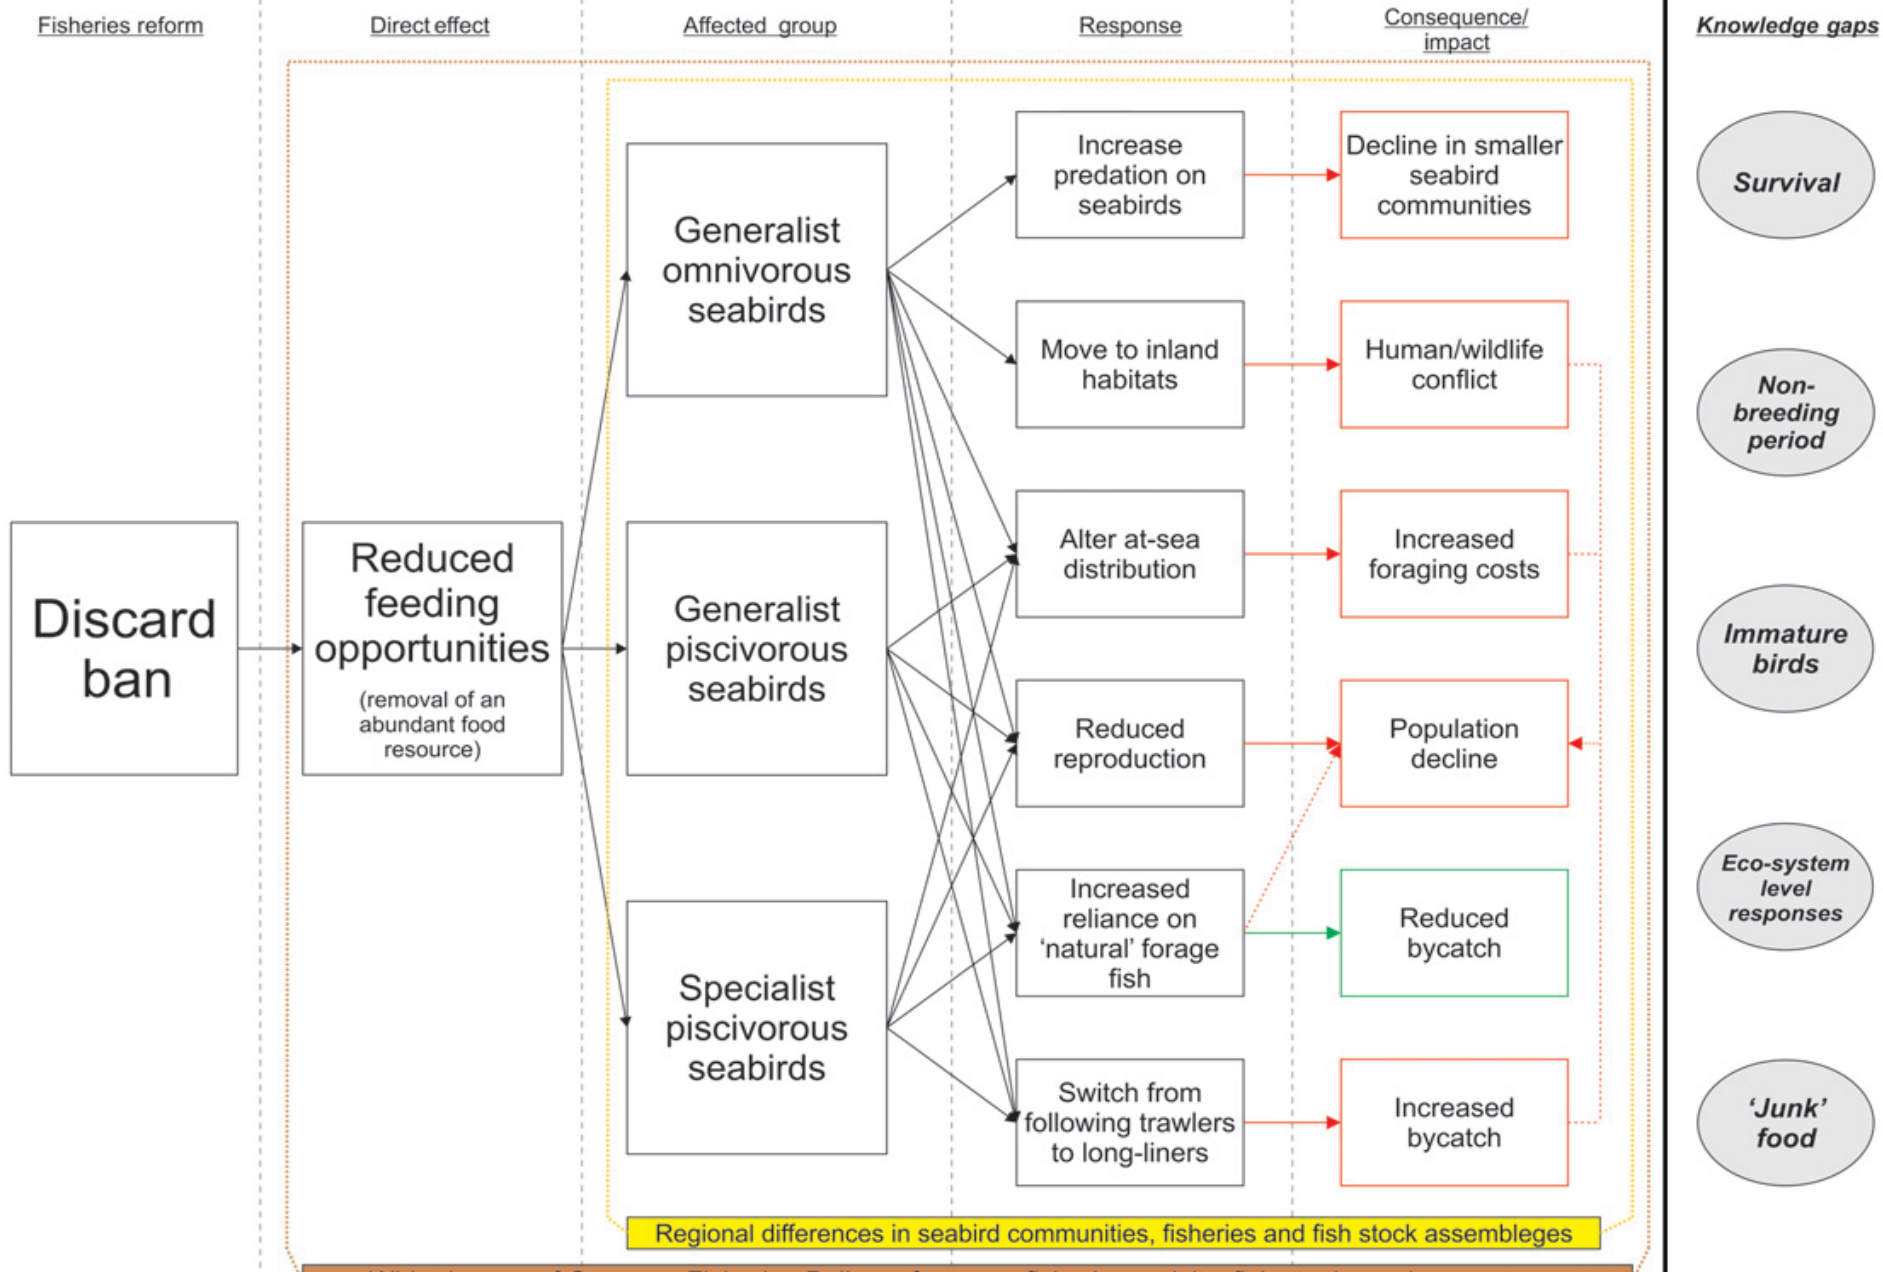 Fisheries reform
Direct effect
Affected group
Response
Consequence/
impact
Knowledge gaps
Discard
ban
Reduced
feeding
opportunities
(removal of an
abundant food
resource)
Generalist
omnivorous
seabirds
Generalist
piscivorous
seabirds
Specialist
piscivorous
seabirds
Increase
predation on
seabirds
Move to inland
habitats
Alter at-sea
distribution
Reduced
reproduction
Increased
reliance on
‘natural’ forage
fish
Switch from
following trawlers
to long-liners
Decline in smaller
seabird
communities
Human/wildlife
conflict
Increased
foraging costs
Population
decline
Reduced
bycatch
Increased
bycatch
Survival
Non-
breeding
period
Immature
birds
Eco-system
level
responses
‘Junk’
food
Regional differences in seabird communities, fisheries and fish stock assembleges